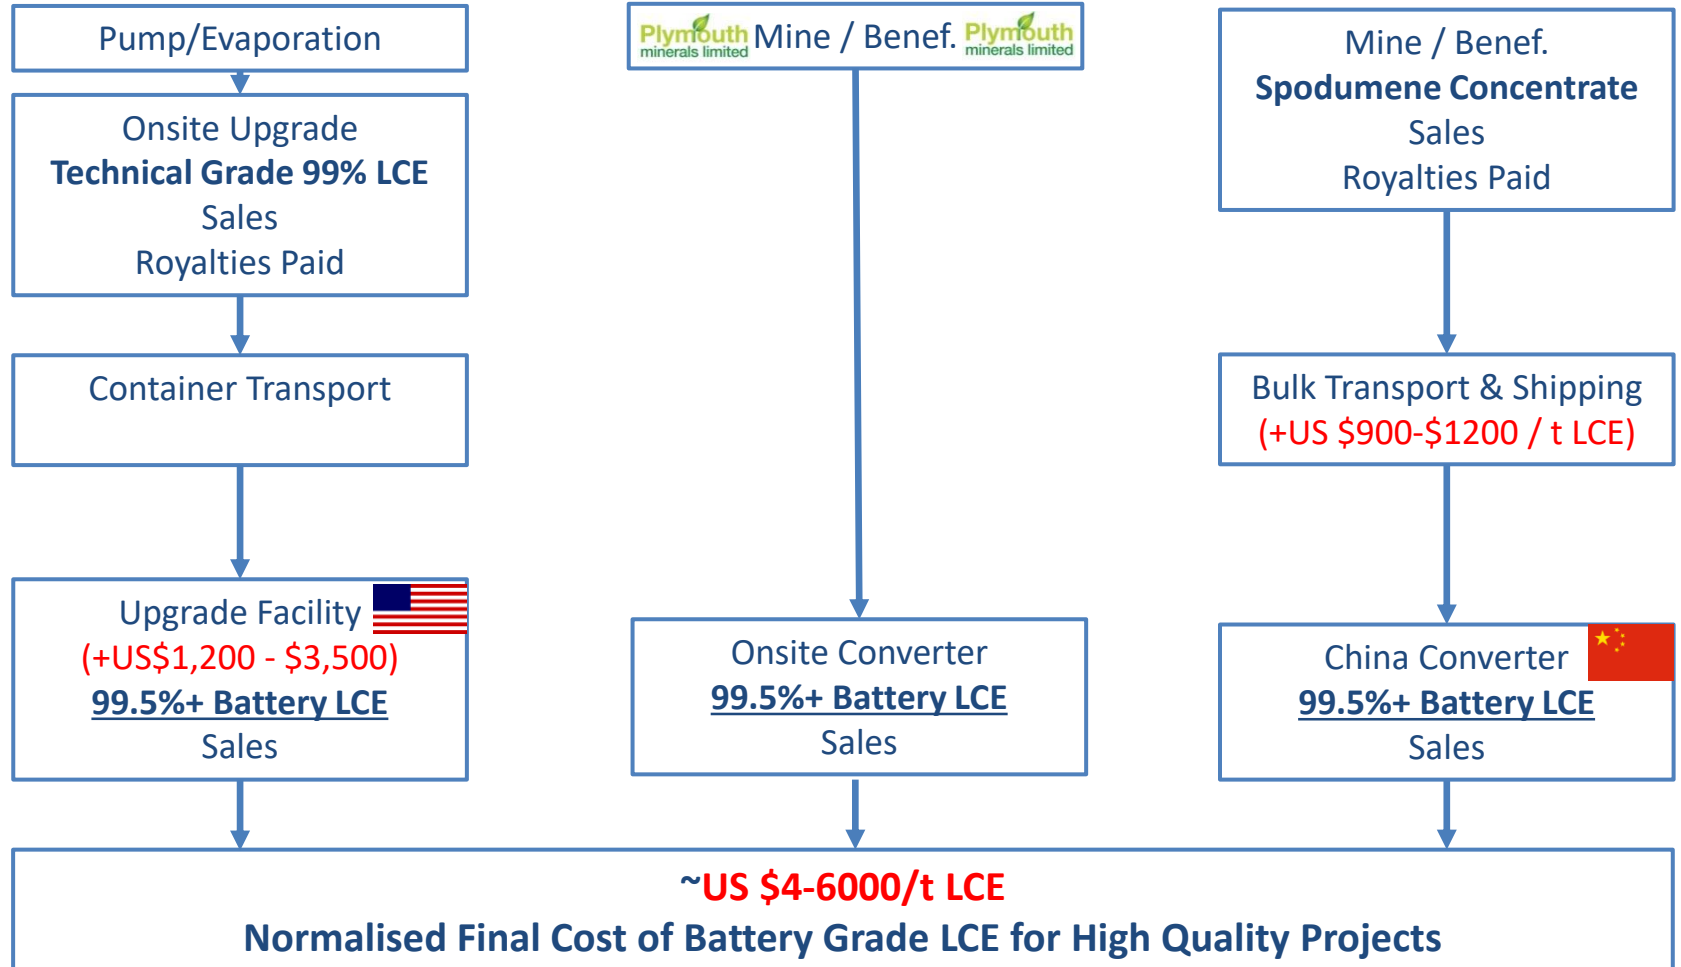 Pump/Evaporation
Onsite Upgrade
Technical Grade 99% LCE
Sales
Royalties Paid
Container Transport
Upgrade Facility
(+US$1,200 - $3,500)
99.5%+ Battery LCE
Sales
Plymouth minerals limited Mine / Benef. Plymouth minerals limited
Onsite Converter
99.5%+ Battery LCE
Sales
Mine / Benef.
Spodumene Concentrate
Sales
Royalties Paid
Bulk Transport & Shipping
(+US $900-$1200 / t LCE)
China Converter
99.5%+ Battery LCE
Sales
~US $4-6000/t LCE
Normalised Final Cost of Battery Grade LCE for High Quality Projects